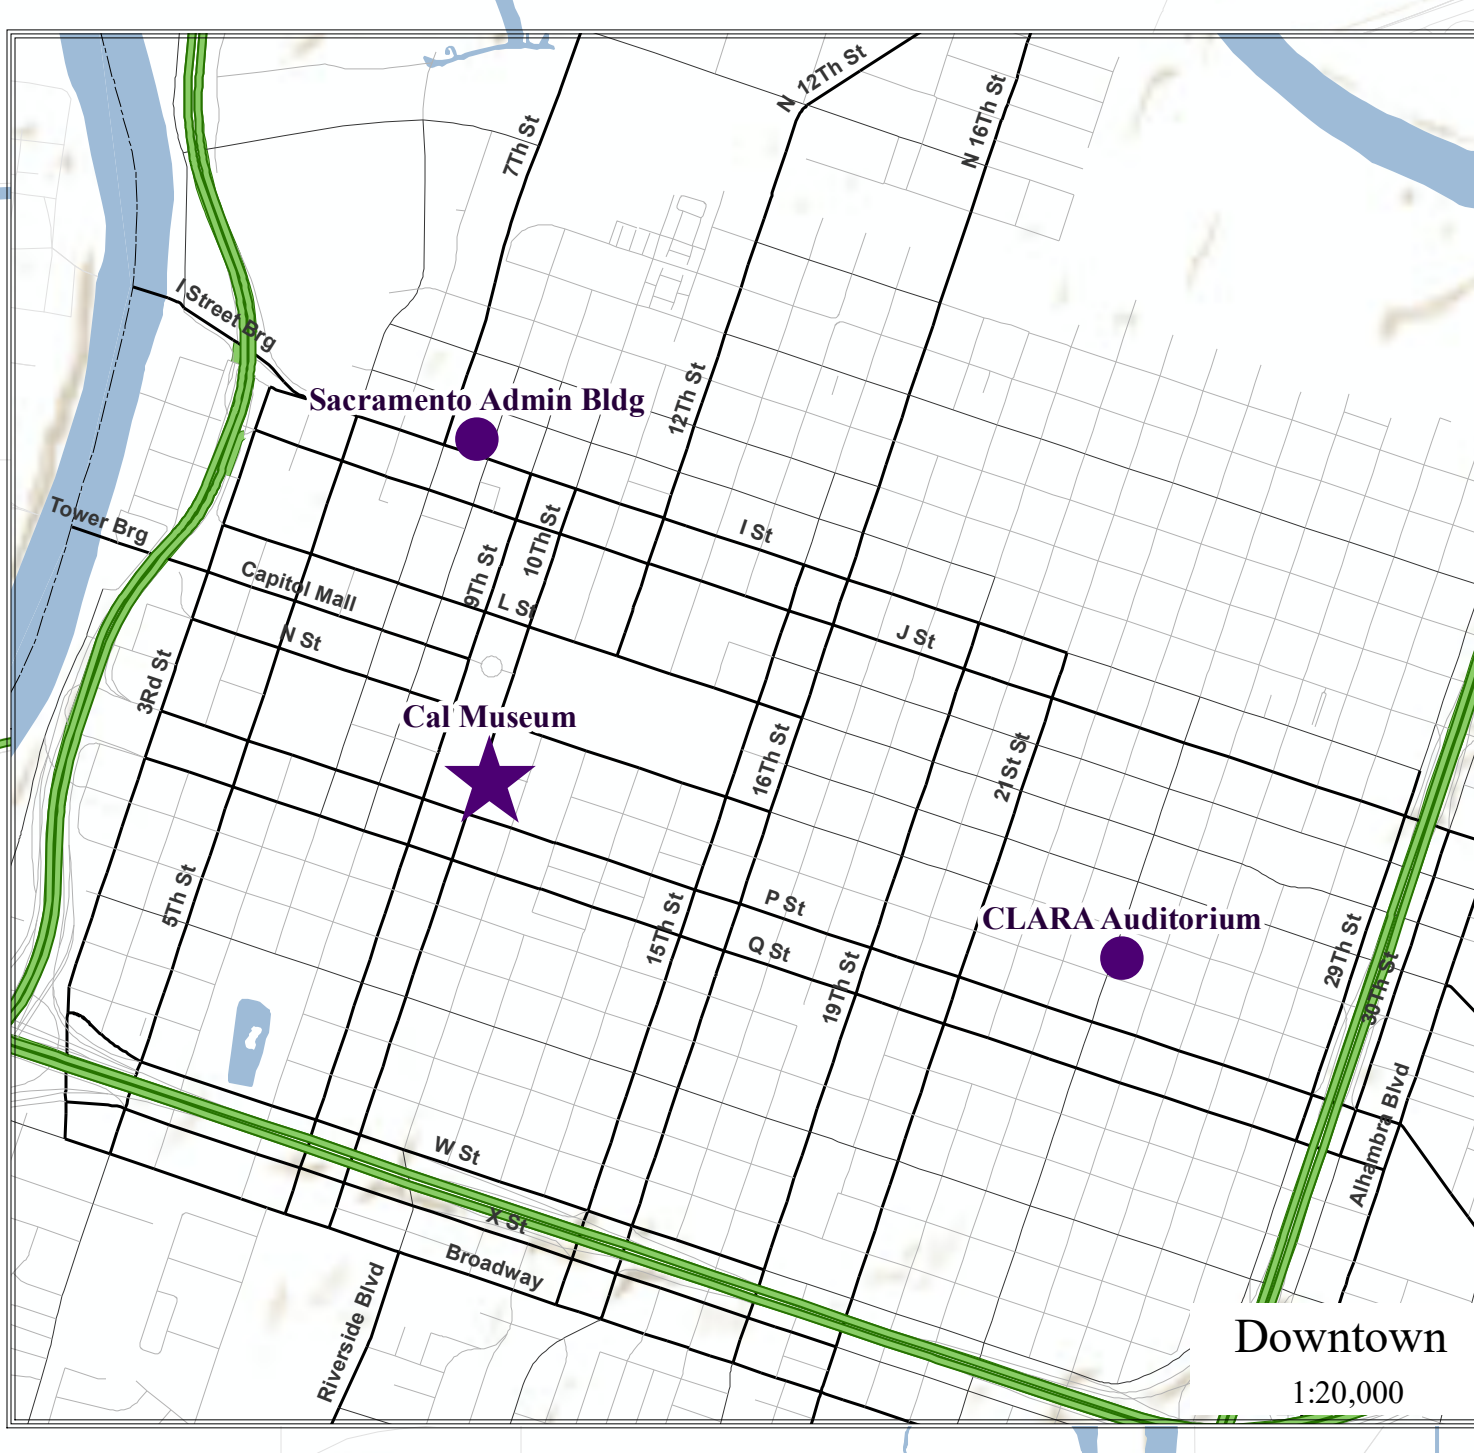 N 12Th St
N 16Th St
7Th St
I Street Brg
12Th St
Sacramento Admin Bldg
Tower Brg
10Th St
I St
9Th St
Capitol Mall
L St
N St
J St
3Rd St
Cal Museum
16Th St
21St St
5Th St
15Th St
P St
CLARA Auditorium
Q St
19Th St
29Th St
30Th St
Alhambra Blvd
W St
X St
Broadway
Riverside Blvd
Downtown
1:20,000